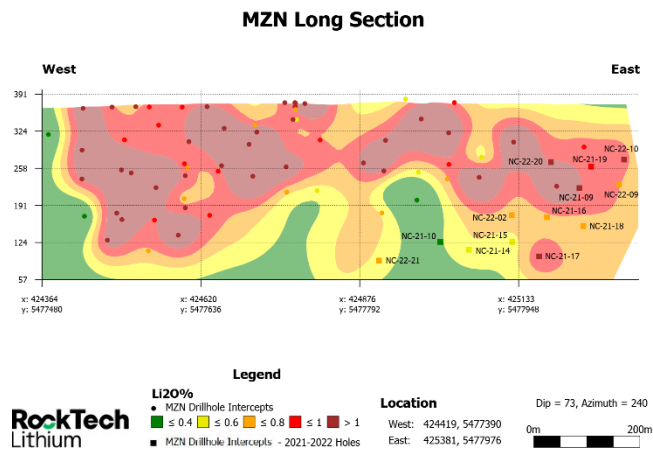 MZN Long Section
West
East
391
324
258
191
124
57
NC-22-10
NC-22-20
NC-21-19
NC-21-09
NC-22-09
NC-22-02
NC-21-16
NC-21-18
NC-21-10
NC-21-15
NC-21-14
NC-22-21
NC-21-17
x: 424364
y: 5477480
x: 424620
y: 5477636
x: 424876
y: 5477792
x: 425133
y: 5477948
Legend
Li2O%
MZN Drillhole Intercepts
≤ 0.4 ≤ 0.6 ≤ 0.8 ≤ 1 > 1
MZN Drillhole Intercepts - 2021-2022 Holes
RockTech
Lithium
Location
West: 424419, 5477390
East: 425381, 5477976
Dip = 73, Azimuth = 240
0m 200m